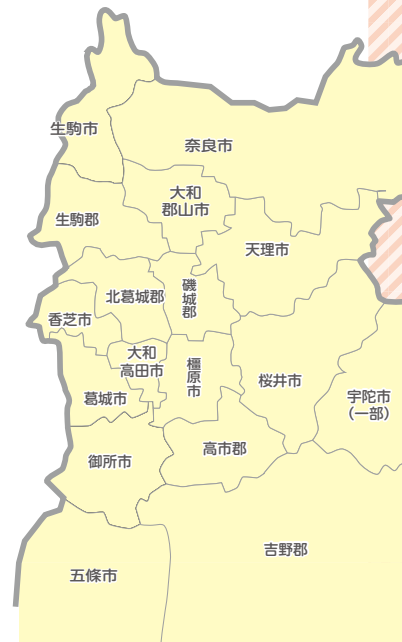 生駒市
奈良市
大和
郡山市
生駒郡
天理市
北葛城郡
磯城郡
香芝市
大和
高田市
橿原市
桜井市
葛城市
宇陀市
(一部)
高市郡
御所市
吉野郡
五條市